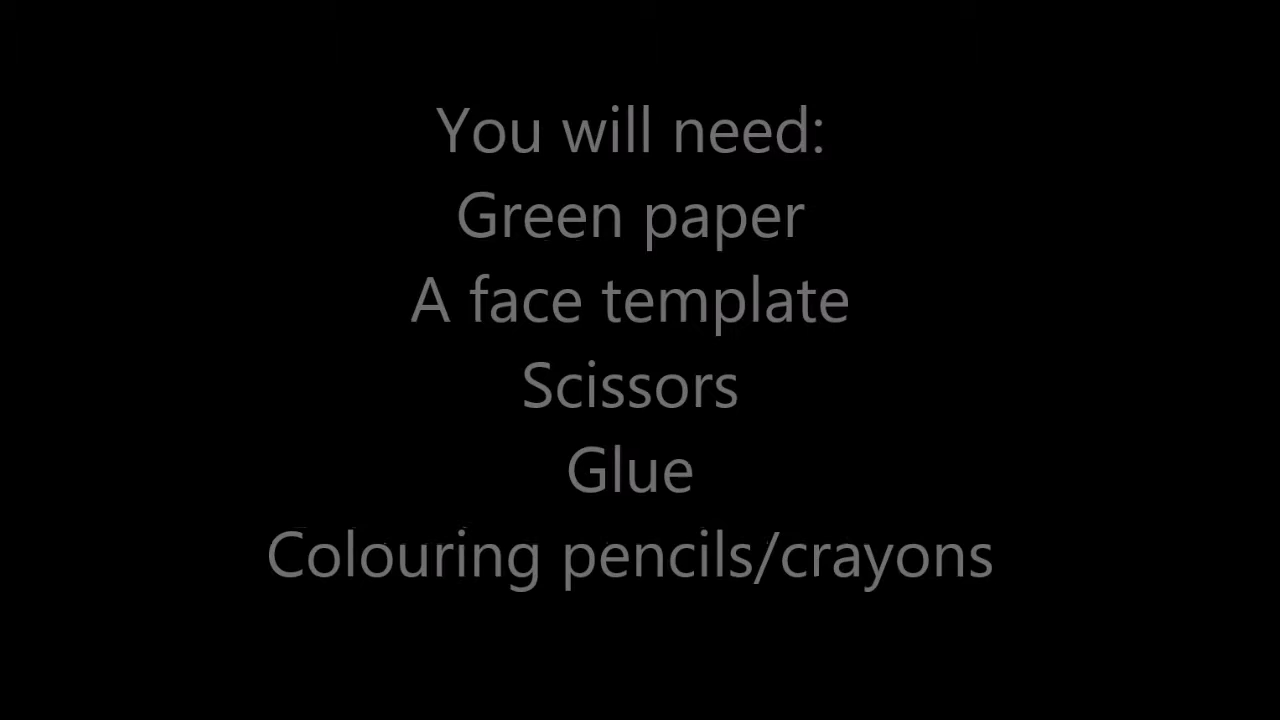 You will need:
Green paper
A face template
Scissors
Glue
Colouring pencils/crayons